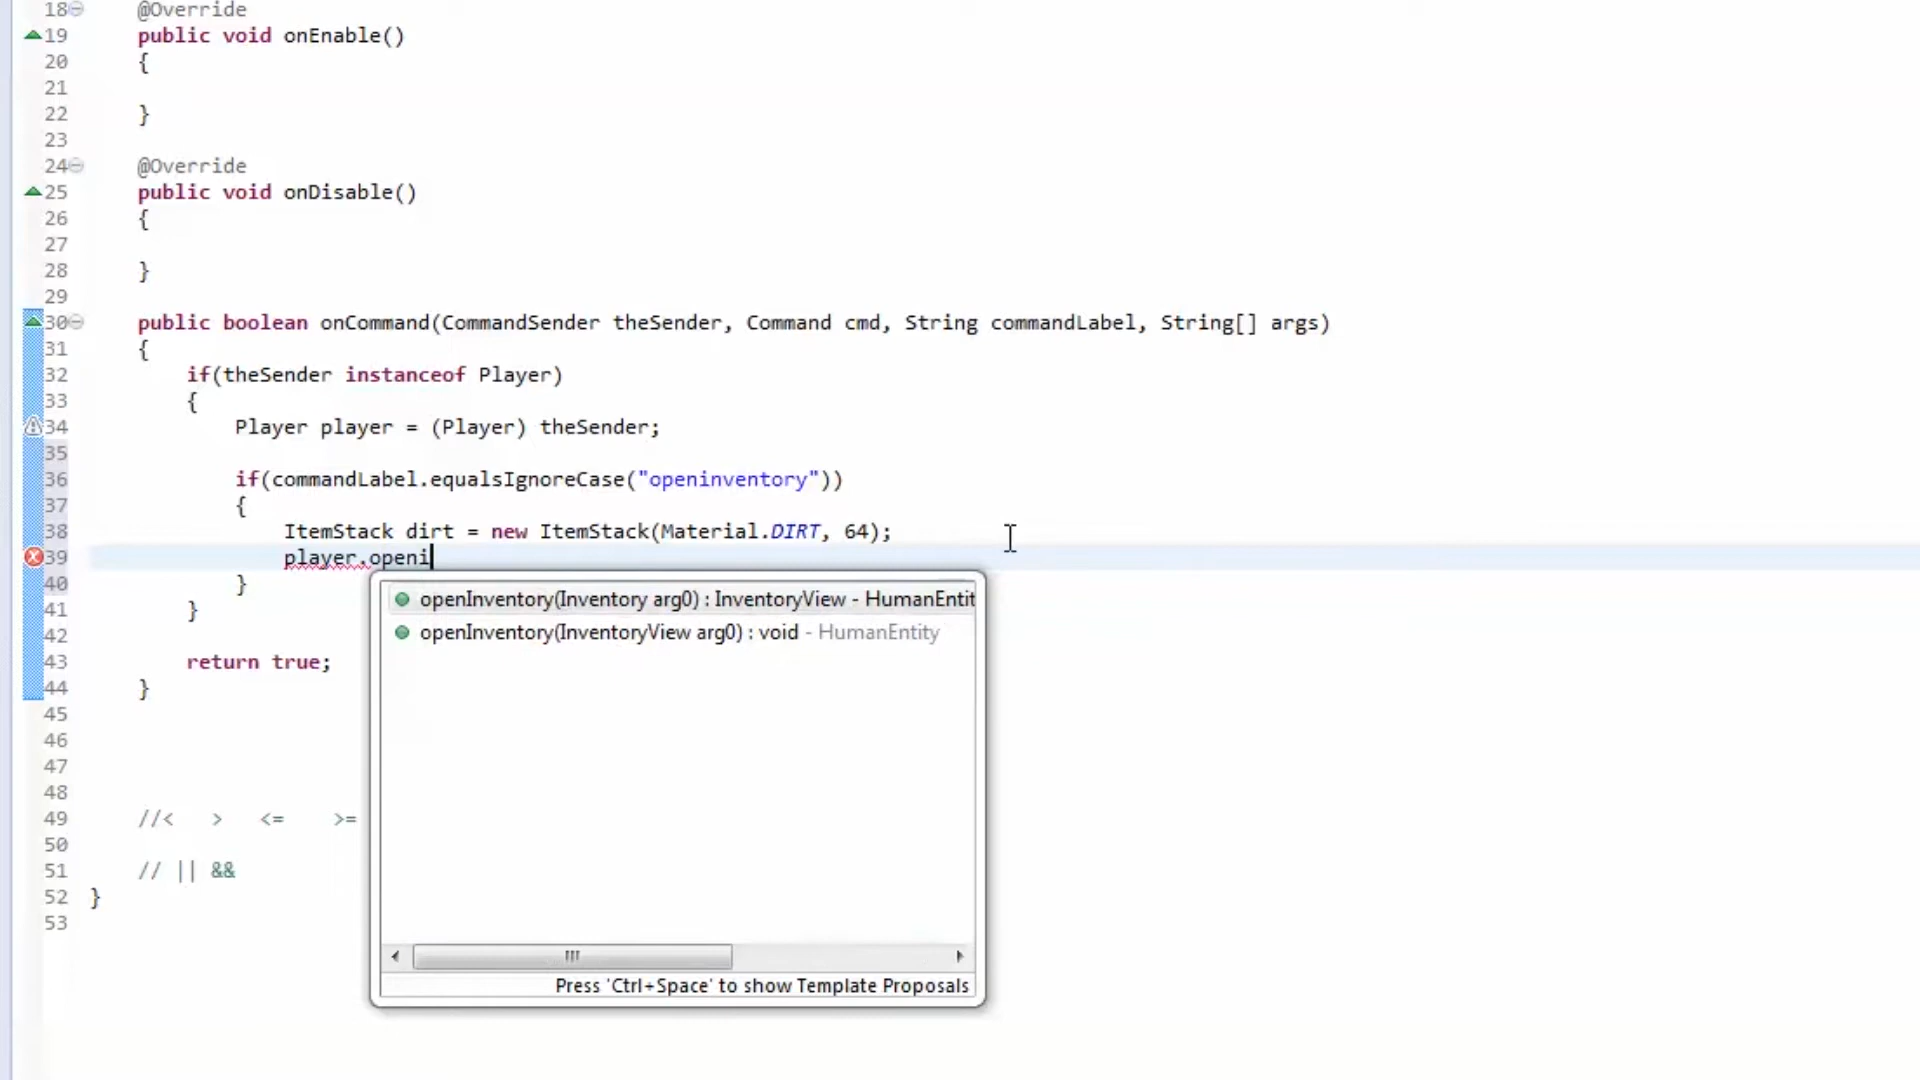 18 @Override
19 public void onEnable()
20 {
21
22 }
23
24 @Override
25 public void onDisable()
26 {
27
28 }
29
30 public boolean onCommand(CommandSender theSender, Command cmd, String commandLabel, String[] args)
31 {
32 if(theSender instanceof Player)
33 {
34 Player player = (Player) theSender;
35
36 if(commandLabel.equalsIgnoreCase("openinventory"))
37 {
38 ItemStack dirt = new ItemStack(Material.DIRT, 64);
39 player.openi
40 }
openInventory(Inventory arg0) : InventoryView - HumanEntit
41 }
openInventory(InventoryView arg0) : void - HumanEntity
42
43 return true;
44 }
45
46
47
48
49 //< > <= >=
50
51 // || &&
52 }
53
Press 'Ctrl+Space' to show Template Proposals